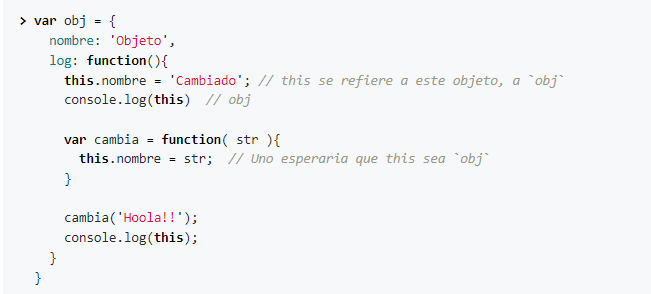 > var obj = {
nombre: 'Objeto',
log: function(){
this.nombre = 'Cambiado'; // this se refiere a este objeto, a `obj`
console.log(this)  // obj
var cambia = function( str ){
this.nombre = str;  // Uno esperaria que this sea `obj`
}
cambia('Hoola!!');
console.log(this);
}
}